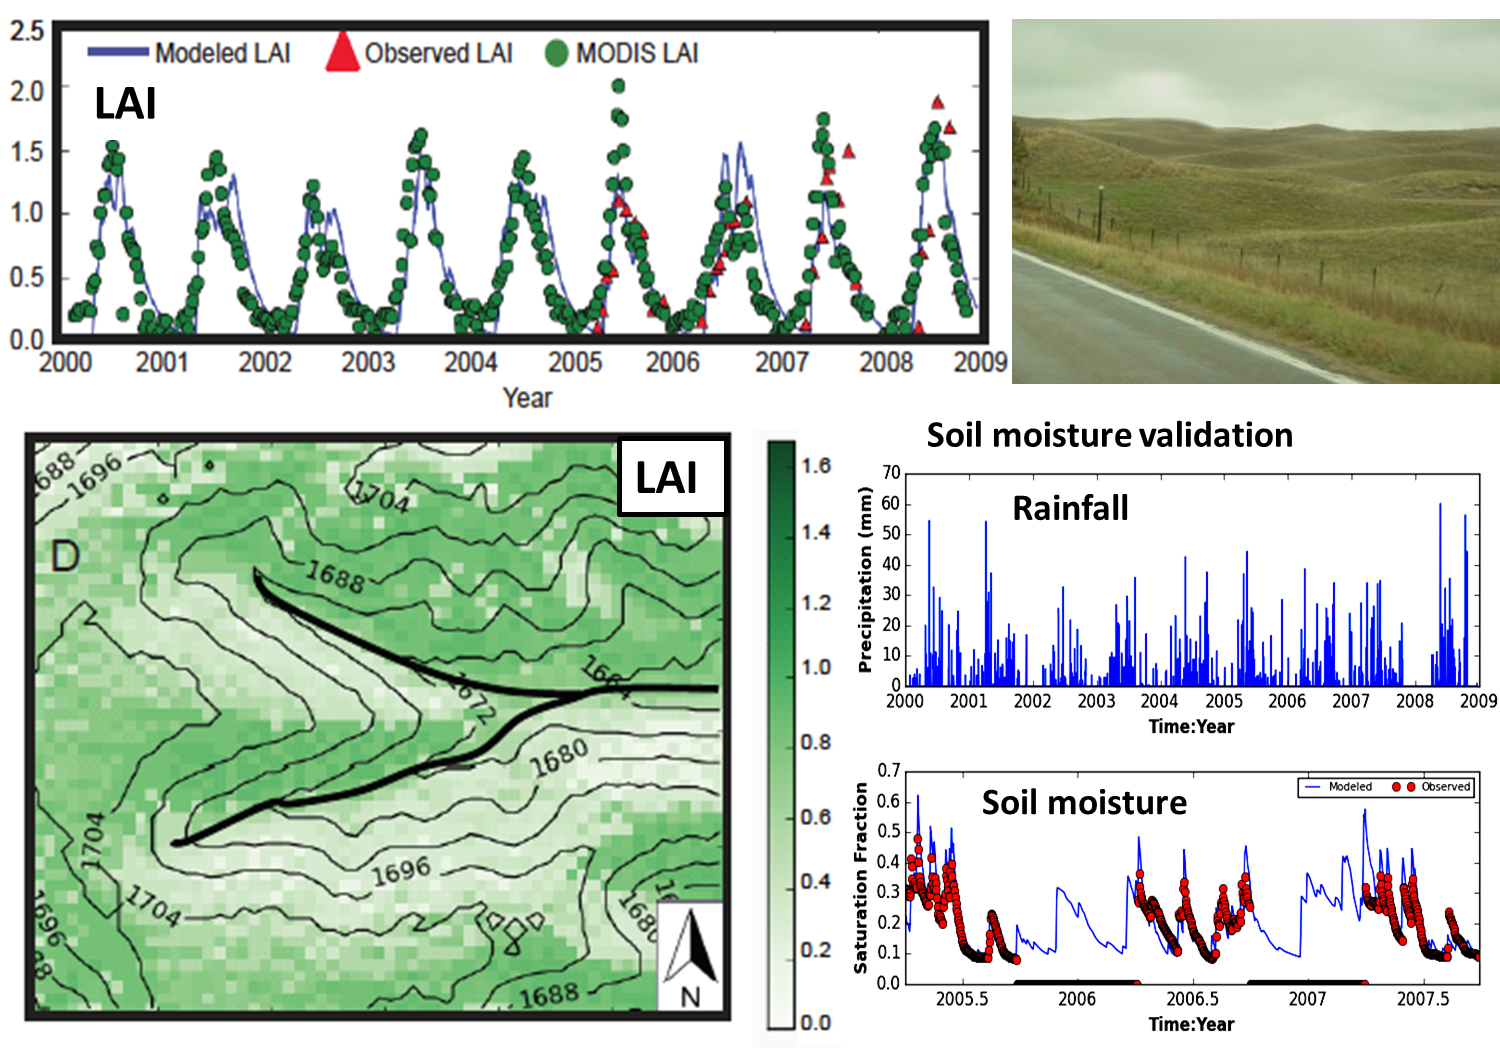 2.5
Modeled LAI Observed LAI MODIS LAI
2.0
LAI
1.5
1.0
0.5
0.0
2000 2001 2002 2003 2004 2005 2006 2007 2008 2009
Year
LAI
D
1688
1696
1704
1688
1664
1672
1680
1704
1696
1704
1696
1680
1688
N
1.6
1.4
1.2
1.0
0.8
0.6
0.4
0.2
0.0
Soil moisture validation
Rainfall
Precipitation (mm)
70
60
50
40
30
20
10
0
2000 2001 2002 2003 2004 2005 2006 2007 2008 2009
Time:Year
Soil moisture
Modeled Observed
Saturation Fraction
0.7
0.6
0.5
0.4
0.3
0.2
0.1
0.0
2005.5 2006 2006.5 2007 2007.5
Time:Year